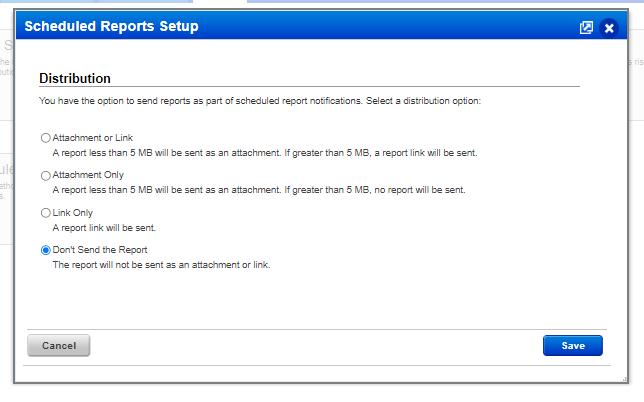 Scheduled Reports Setup
Distribution
You have the option to send reports as part of scheduled report notifications. Select a distribution option:
Attachment or Link
A report less than 5 MB will be sent as an attachment. If greater than 5 MB, a report link will be sent.
Attachment Only
A report less than 5 MB will be sent as an attachment. If greater than 5 MB, no report will be sent.
Link Only
A report link will be sent.
Don't Send the Report
The report will not be sent as an attachment or link.
Cancel
Save